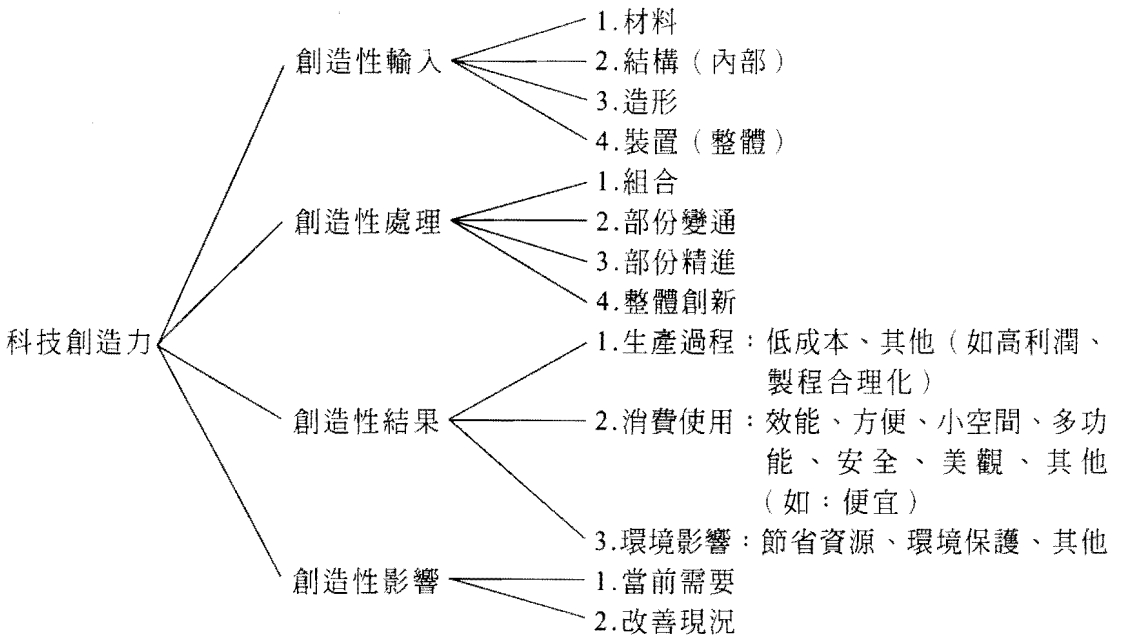 科技創造力
創造性輸入
1.材料
2.結構（內部）
3.造形
4.裝置（整體）
創造性處理
1.組合
2.部份變通
3.部份精進
4.整體創新
創造性結果
1.生產過程：低成本、其他（如高利潤、
製程合理化）
2.消費使用：效能、方便、小空間、多功
能、安全、美觀、其他
（如：便宜）
3.環境影響：節省資源、環境保護、其他
創造性影響
1.當前需要
2.改善現況